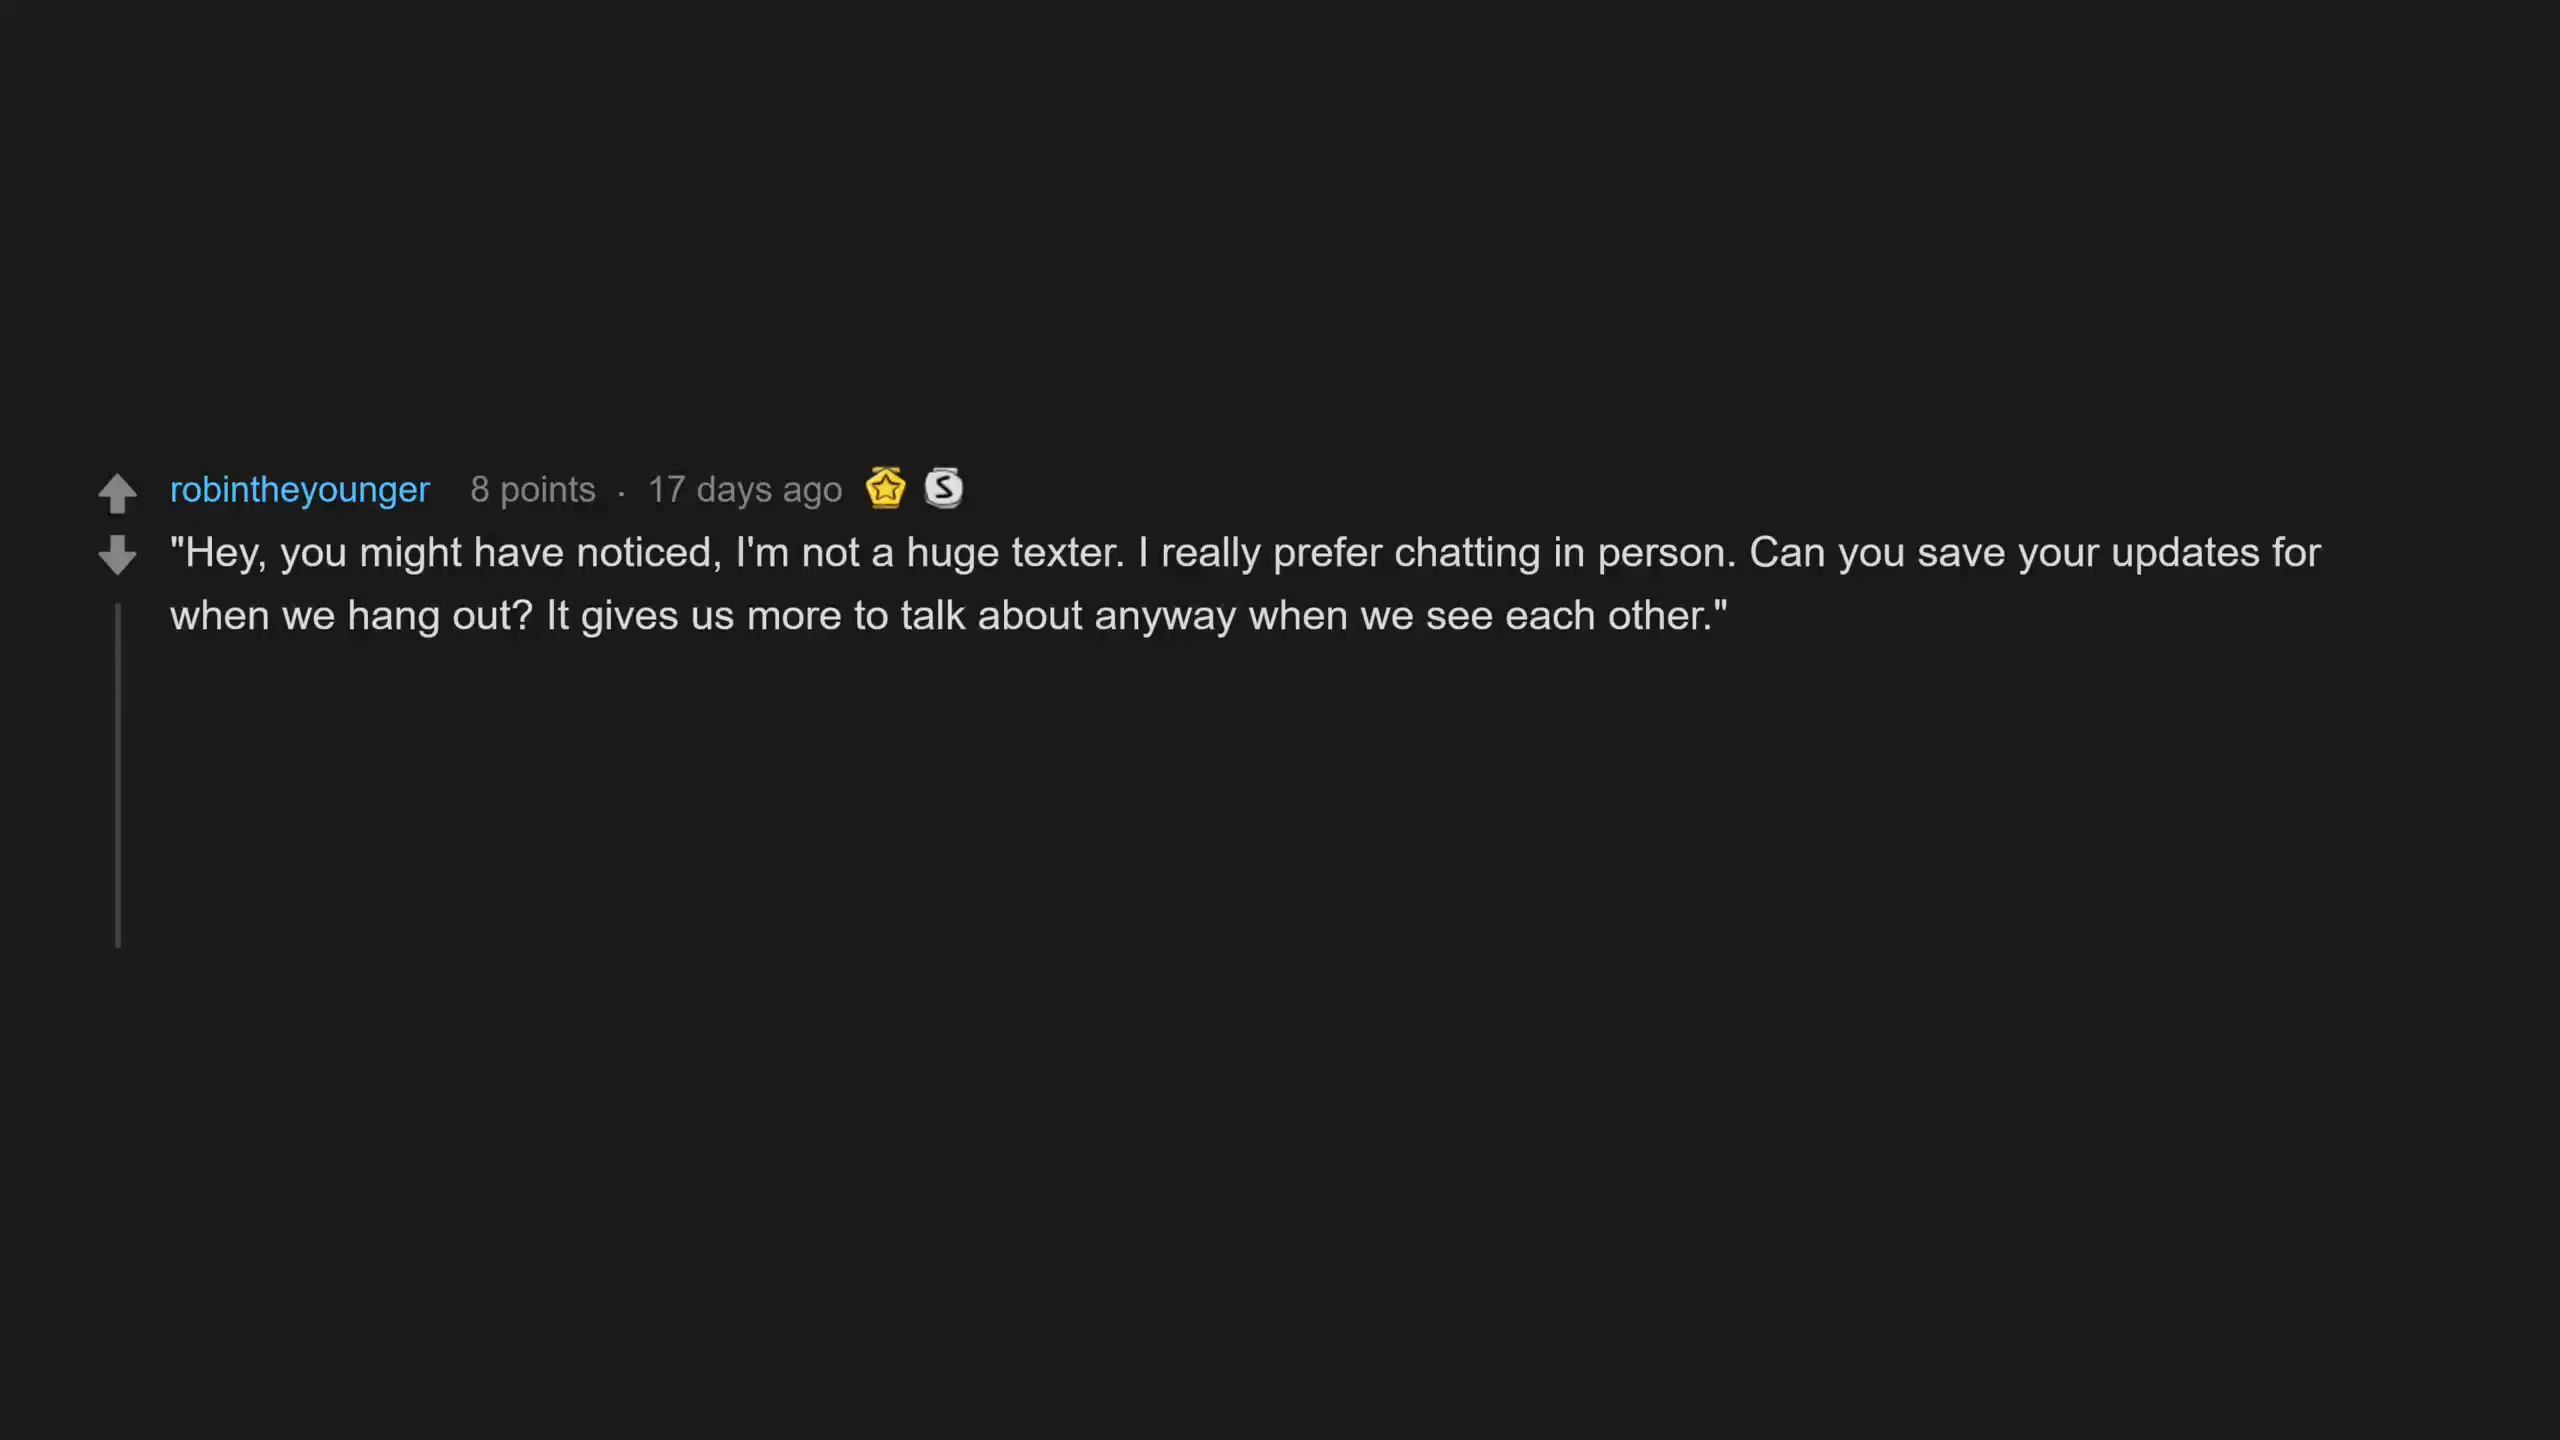 robintheyounger 8 points · 17 days ago S
"Hey, you might have noticed, I'm not a huge texter. I really prefer chatting in person. Can you save your updates for
when we hang out? It gives us more to talk about anyway when we see each other."